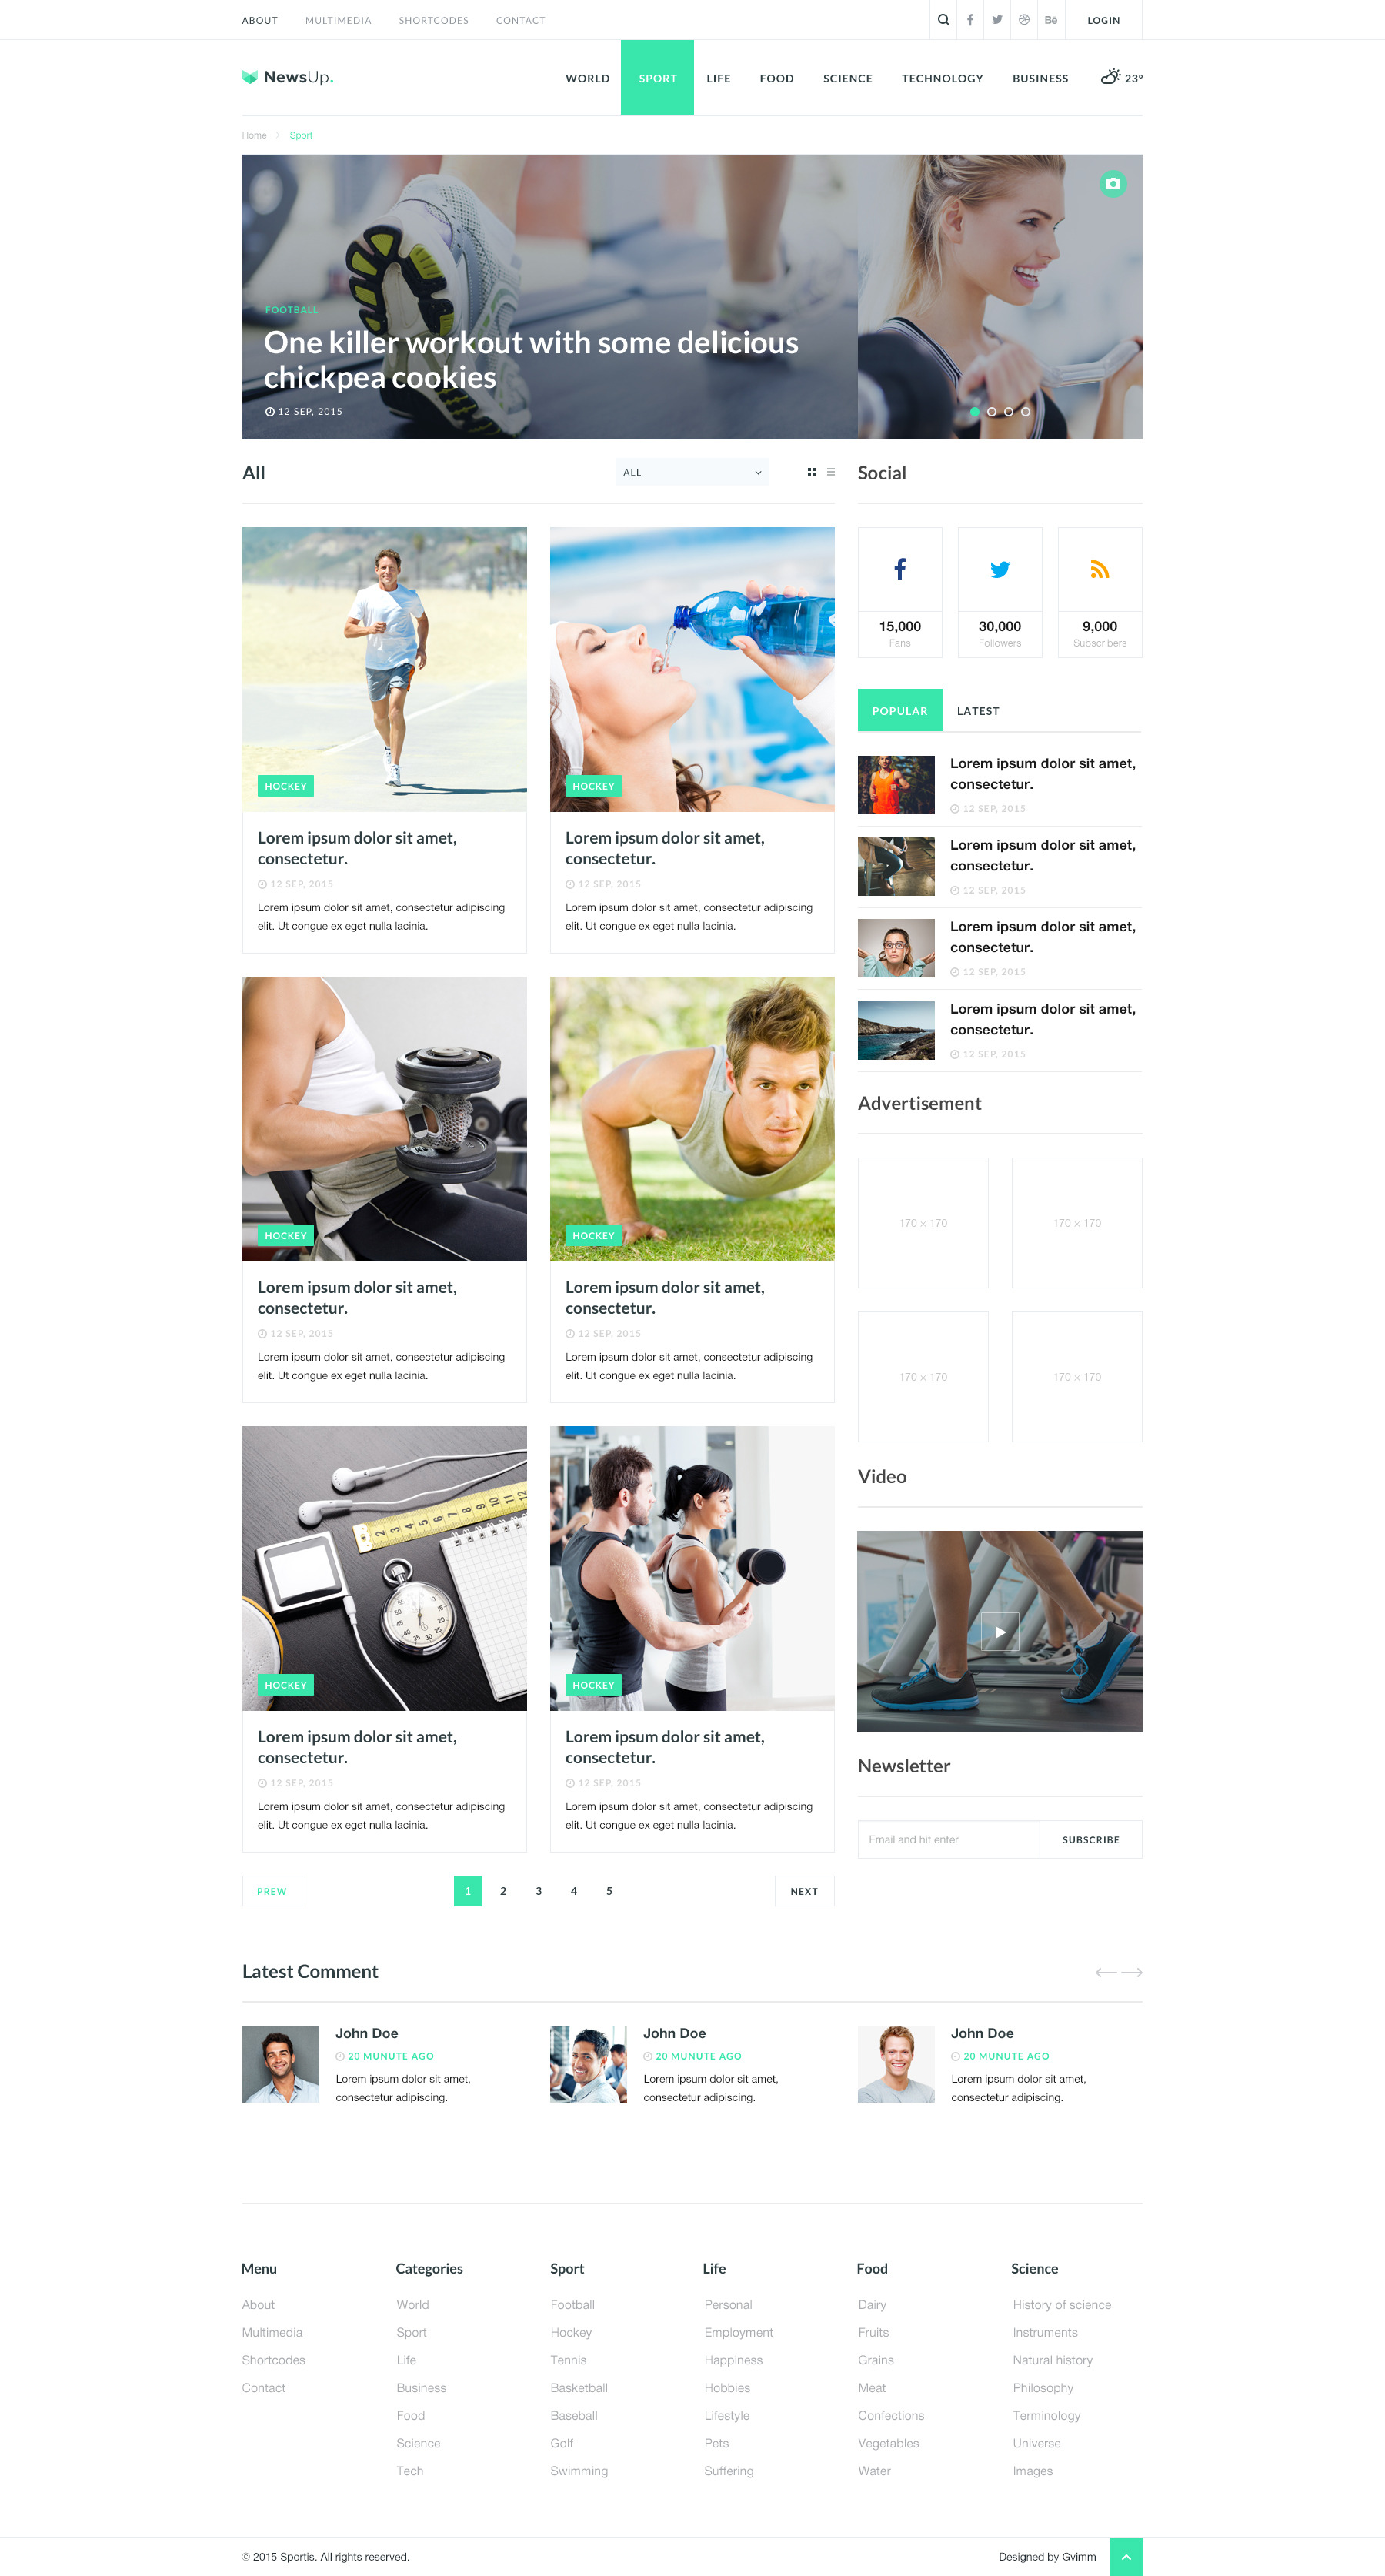 ABOUT MULTIMEDIA SHORTCODES CONTACT Bē LOGIN
NewsUp. WORLD SPORT LIFE FOOD SCIENCE TECHNOLOGY BUSINESS 23°
Home > Sport
FOOTBALL
One killer workout with some delicious
chickpea cookies
12 SEP, 2015
All
ALL
HOCKEY
Lorem ipsum dolor sit amet,
consectetur.
12 SEP, 2015
Lorem ipsum dolor sit amet, consectetur adipiscing
elit. Ut congue ex eget nulla lacinia.
HOCKEY
Lorem ipsum dolor sit amet,
consectetur.
12 SEP, 2015
Lorem ipsum dolor sit amet, consectetur adipiscing
elit. Ut congue ex eget nulla lacinia.
HOCKEY
Lorem ipsum dolor sit amet,
consectetur.
12 SEP, 2015
Lorem ipsum dolor sit amet, consectetur adipiscing
elit. Ut congue ex eget nulla lacinia.
HOCKEY
Lorem ipsum dolor sit amet,
consectetur.
12 SEP, 2015
Lorem ipsum dolor sit amet, consectetur adipiscing
elit. Ut congue ex eget nulla lacinia.
HOCKEY
Lorem ipsum dolor sit amet,
consectetur.
12 SEP, 2015
Lorem ipsum dolor sit amet, consectetur adipiscing
elit. Ut congue ex eget nulla lacinia.
HOCKEY
Lorem ipsum dolor sit amet,
consectetur.
12 SEP, 2015
Lorem ipsum dolor sit amet, consectetur adipiscing
elit. Ut congue ex eget nulla lacinia.
PREW 1 2 3 4 5 NEXT
Social
15,000
Fans
30,000
Followers
9,000
Subscribers
POPULAR LATEST
Lorem ipsum dolor sit amet,
consectetur.
12 SEP, 2015
Lorem ipsum dolor sit amet,
consectetur.
12 SEP, 2015
Lorem ipsum dolor sit amet,
consectetur.
12 SEP, 2015
Lorem ipsum dolor sit amet,
consectetur.
12 SEP, 2015
Advertisement
170 × 170 170 × 170
170 × 170 170 × 170
Video
Newsletter
Email and hit enter SUBSCRIBE
Latest Comment
John Doe
20 MUNUTE AGO
Lorem ipsum dolor sit amet,
consectetur adipiscing.
John Doe
20 MUNUTE AGO
Lorem ipsum dolor sit amet,
consectetur adipiscing.
John Doe
20 MUNUTE AGO
Lorem ipsum dolor sit amet,
consectetur adipiscing.
Menu
About
Multimedia
Shortcodes
Contact
Categories
World
Sport
Life
Business
Food
Science
Tech
Sport
Football
Hockey
Tennis
Basketball
Baseball
Golf
Swimming
Life
Personal
Employment
Happiness
Hobbies
Lifestyle
Pets
Suffering
Food
Dairy
Fruits
Grains
Meat
Confections
Vegetables
Water
Science
History of science
Instruments
Natural history
Philosophy
Terminology
Universe
Images
© 2015 Sportis. All rights reserved. Designed by Gvimm